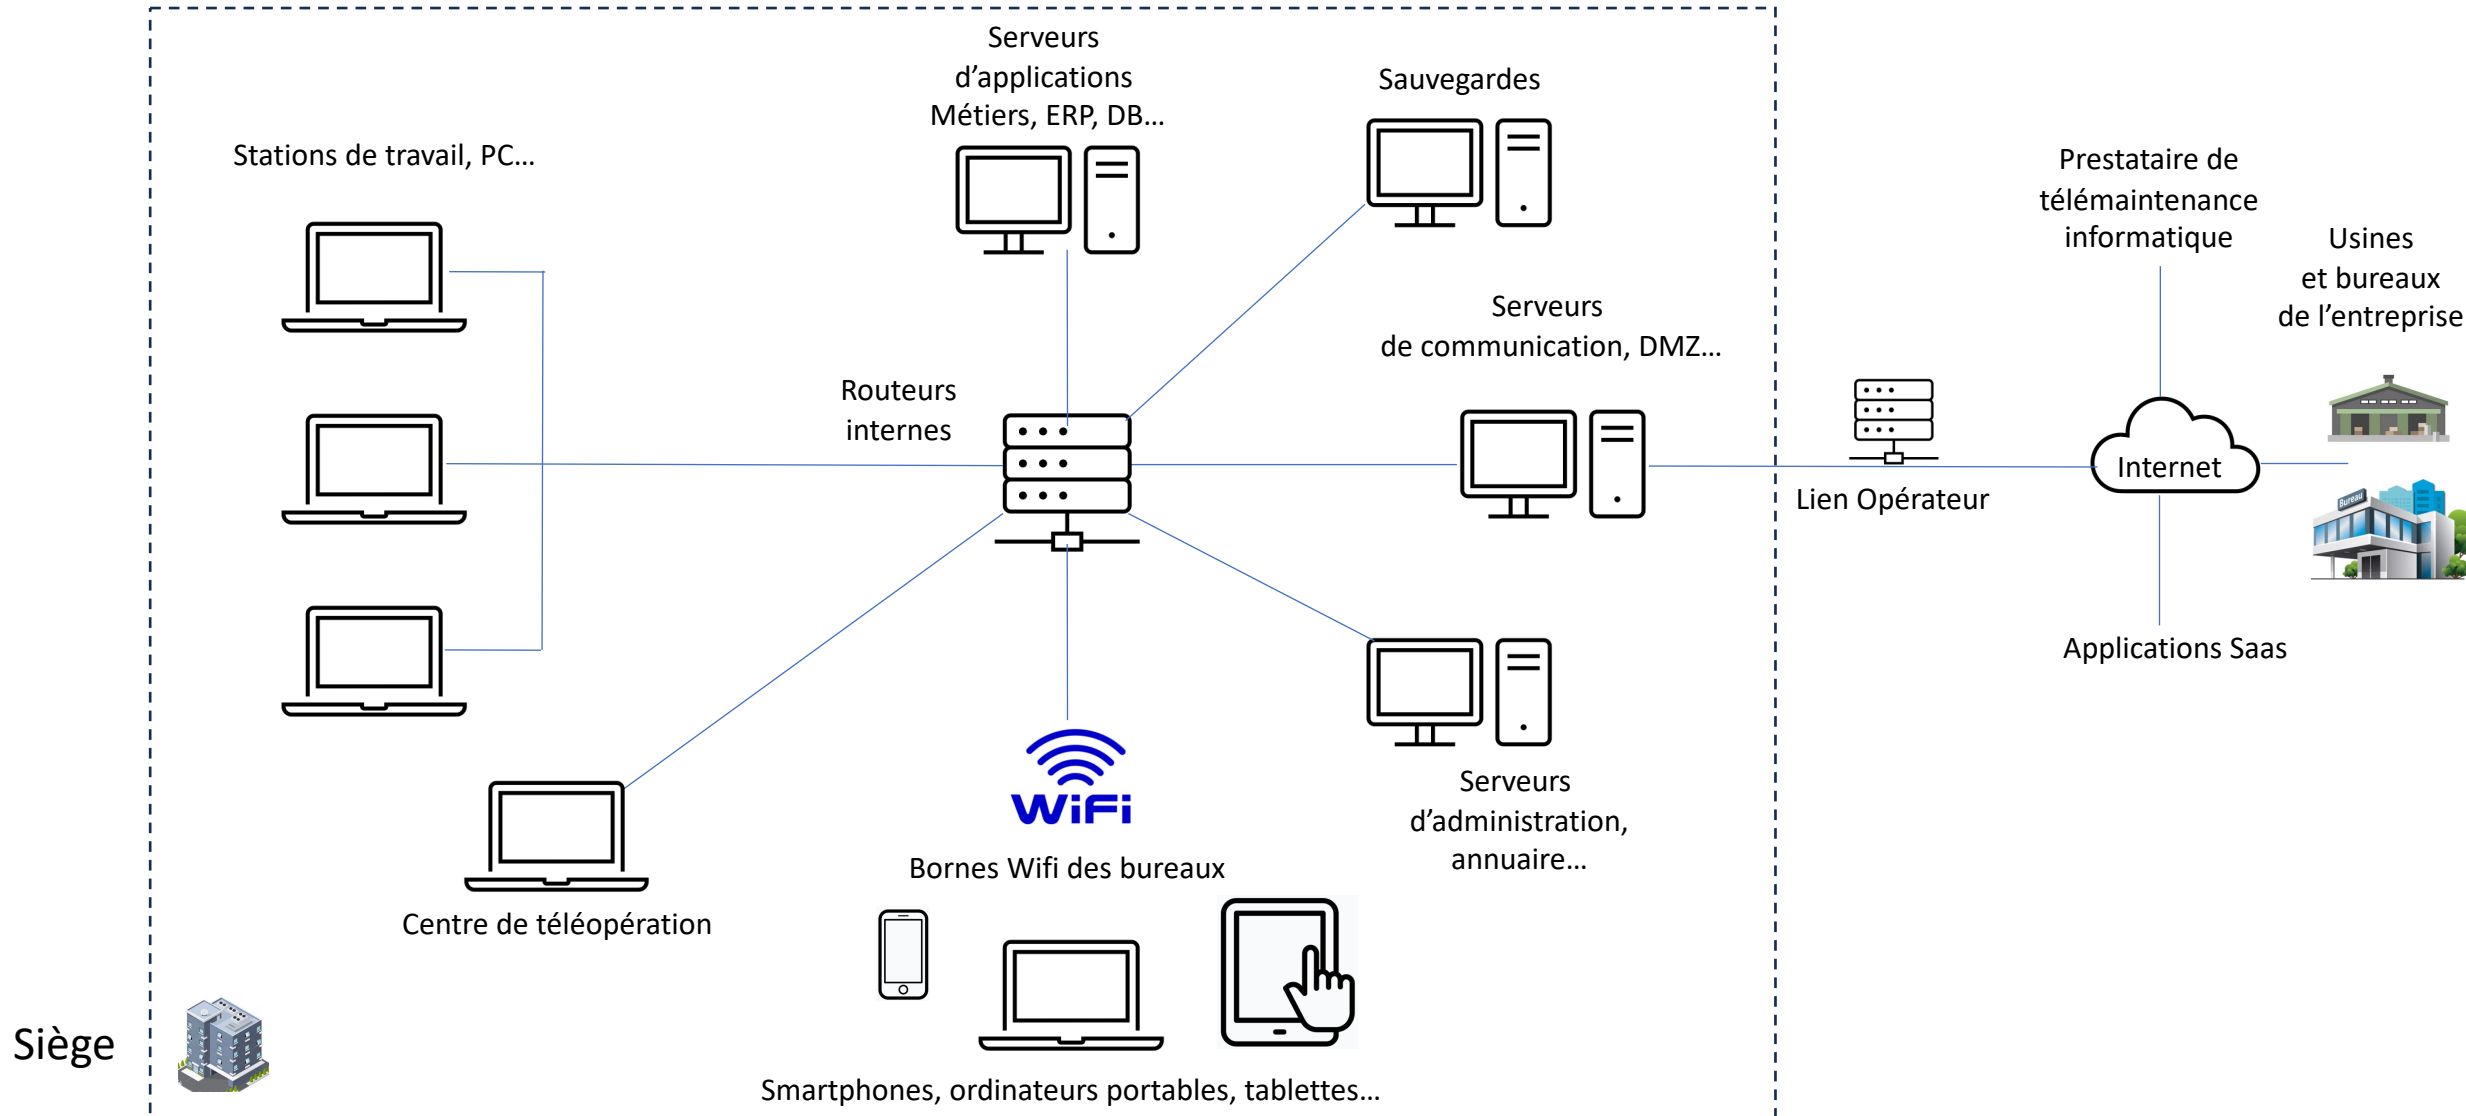 Serveurs
d’applications
Métiers, ERP, DB…
Sauvegardes
Stations de travail, PC…
Prestataire de
télémaintenance
informatique
Usines
et bureaux
de l’entreprise
Serveurs
de communication, DMZ…
Routeurs
internes
Internet
Bureau
Lien Opérateur
Applications Saas
WiFi
Serveurs
d’administration,
annuaire…
Bornes Wifi des bureaux
Centre de téléopération
Siège
Smartphones, ordinateurs portables, tablettes…